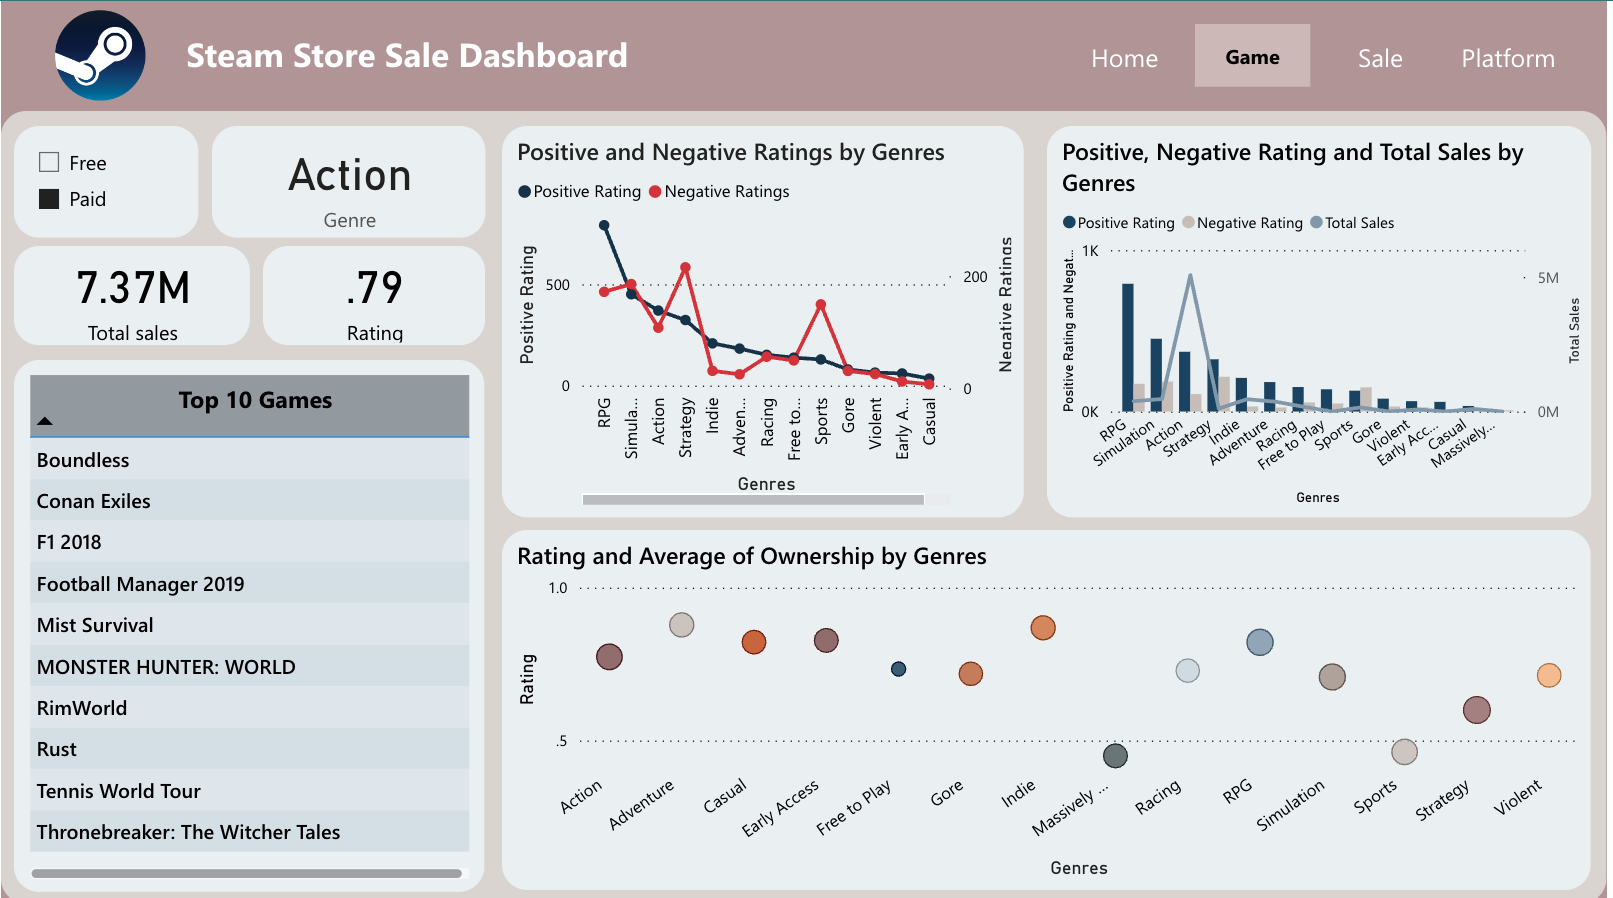 Steam Store Sale Dashboard
Home
Game
Sale
Platform
Free
Paid
Action
Genre
7.37M
Total sales
.79
Rating
Top 10 Games
Boundless
Conan Exiles
F1 2018
Football Manager 2019
Mist Survival
MONSTER HUNTER: WORLD
RimWorld
Rust
Tennis World Tour
Thronebreaker: The Witcher Tales
Positive and Negative Ratings by Genres
Positive Rating
Negative Ratings
Positive Rating
500
0
200
0
Negative Ratings
RPG
Simula...
Action
Strategy
Indie
Adven...
Racing
Free to...
Sports
Gore
Violent
Early A...
Casual
Genres
Positive, Negative Rating and Total Sales by
Genres
Positive Rating
Negative Rating
Total Sales
Positive Rating and Negat...
1K
0K
5M
0M
Total Sales
RPG
Simulation
Action
Strategy
Indie
Adventure
Racing
Free to Play
Sports
Gore
Violent
Early Acc...
Casual
Massively...
Genres
Rating and Average of Ownership by Genres
Rating
1.0
.5
Action
Adventure
Casual
Early Access
Free to Play
Gore
Indie
Massively ...
Racing
RPG
Simulation
Sports
Strategy
Violent
Genres